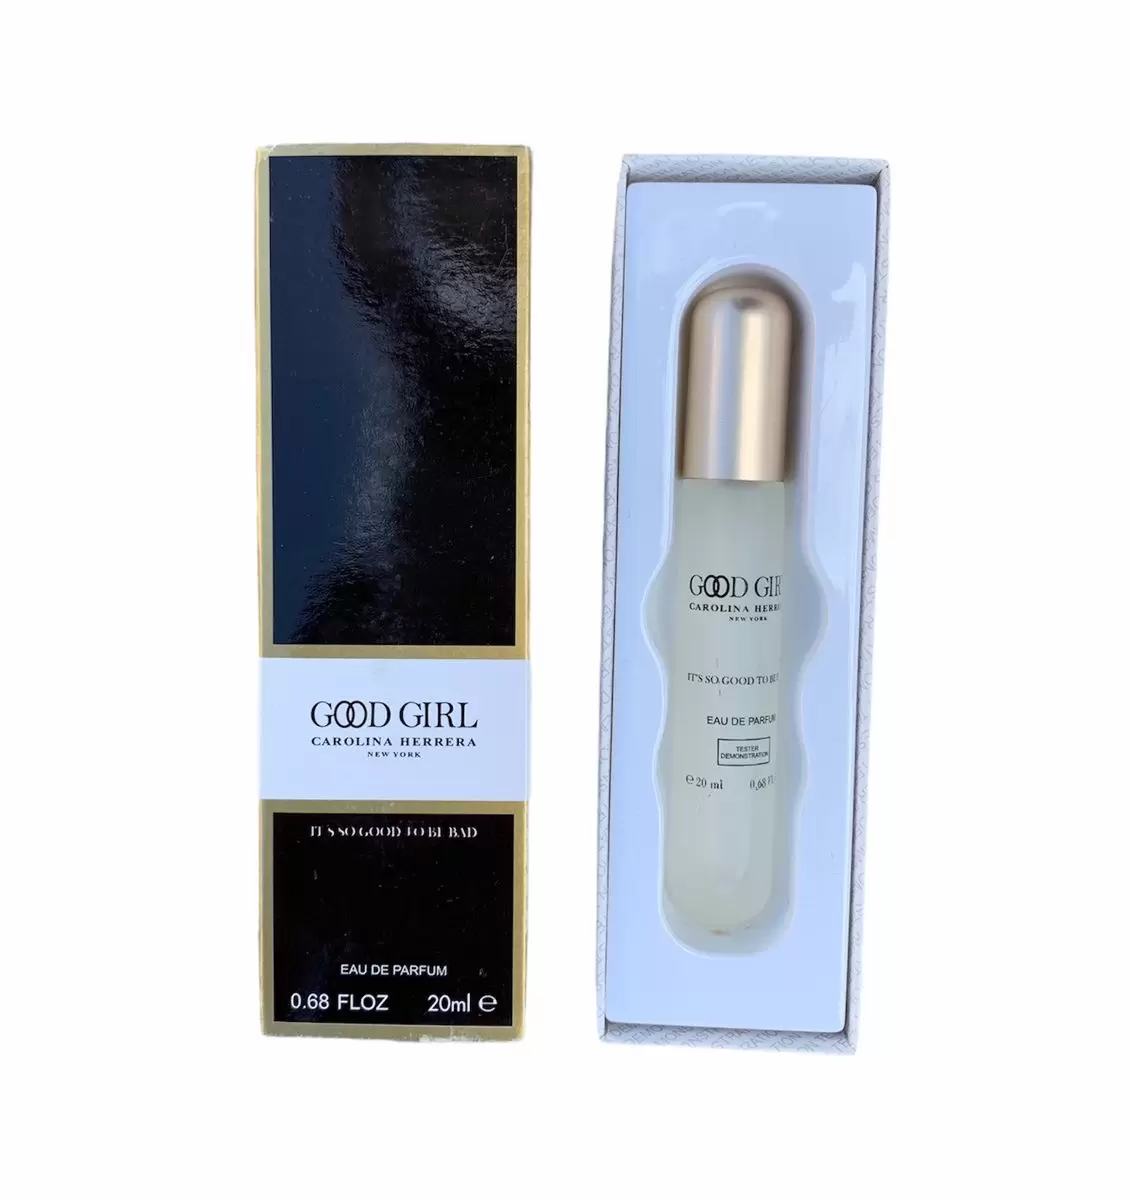 GOOD GIRL
CAROLINA HERRERA
NEW YORK
IT'S SO GOOD TO BE BAD
EAU DE PARFUM
0.68 FLOZ 20ml e
GOOD GIR
CAROLINA HERRE
NEW YORK
IT'S SO GOOD TO BE
EAU DE PARFUM
TESTER
DEMONSTRATION
e 20 ml 0.68 FL